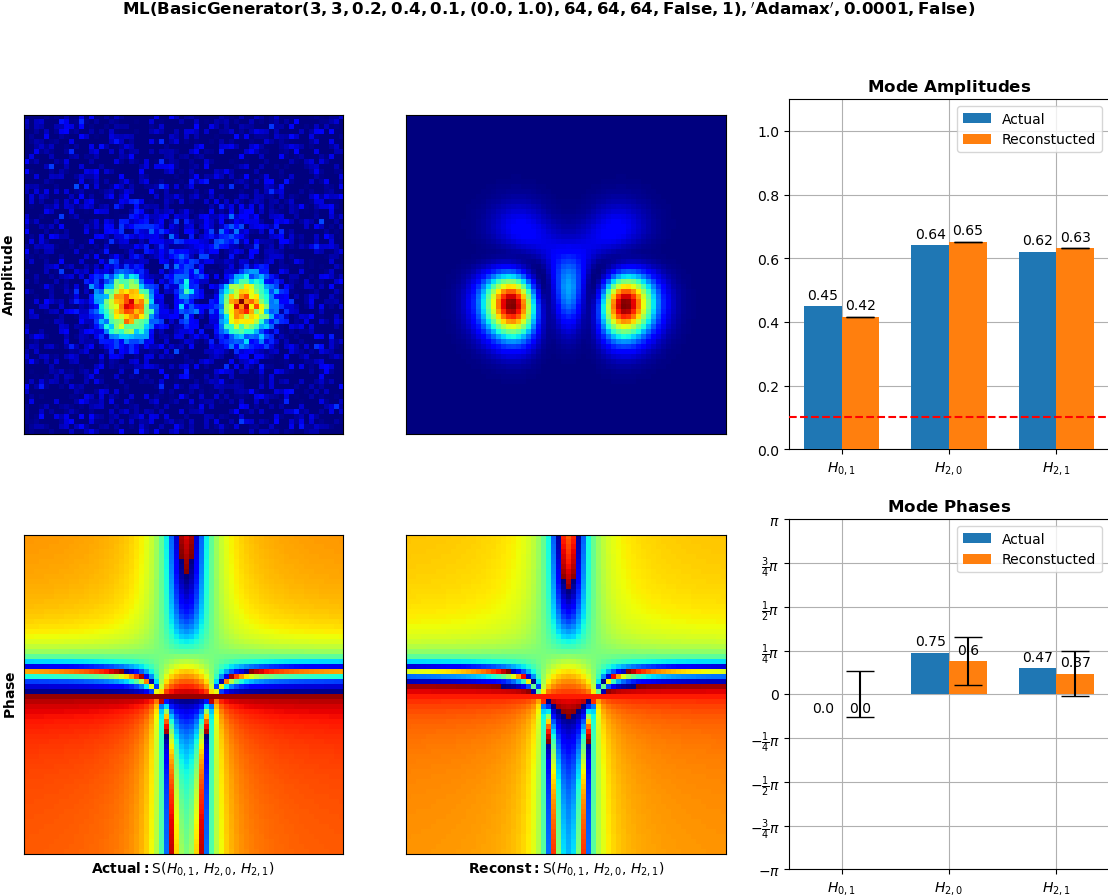 ML(BasicGenerator(3, 3, 0.2, 0.4, 0.1, (0.0, 1.0), 64, 64, 64, False, 1), 'Adamax', 0.0001, False)
Amplitude
Mode Amplitudes
Actual
Reconstucted
1.0
0.8
0.6
0.4
0.2
0.0
0.45
0.42
0.64
0.65
0.62
0.63
H0,1
H2,0
H2,1
Phase
Actual: S(H0,1, H2,0, H2,1)
Reconst: S(H0,1, H2,0, H2,1)
Mode Phases
Actual
Reconstucted
π
3/4π
1/2π
1/4π
0
−1/4π
−1/2π
−3/4π
−π
0.0
0.0
0.75
0.6
0.47
0.37
H0,1
H2,0
H2,1